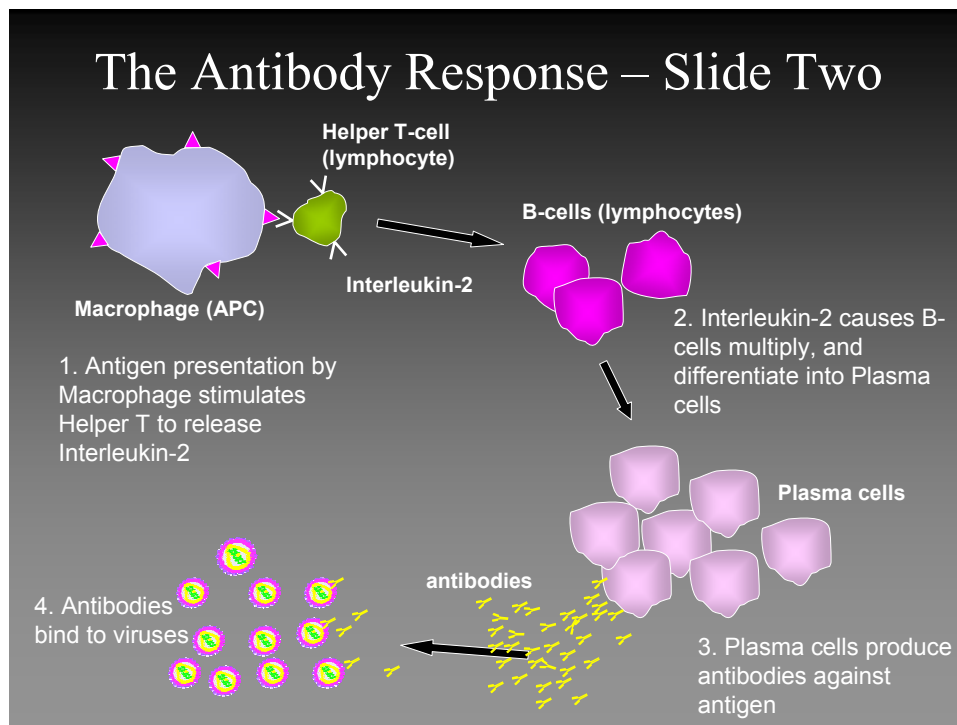 The Antibody Response – Slide Two
Helper T-cell
(lymphocyte)
B-cells (lymphocytes)
Interleukin-2
Macrophage (APC)
1. Antigen presentation by
Macrophage stimulates
Helper T to release
Interleukin-2
2. Interleukin-2 causes B-
cells multiply, and
differentiate into Plasma
cells
Plasma cells
antibodies
3. Plasma cells produce
antibodies against
antigen
4. Antibodies
bind to viruses